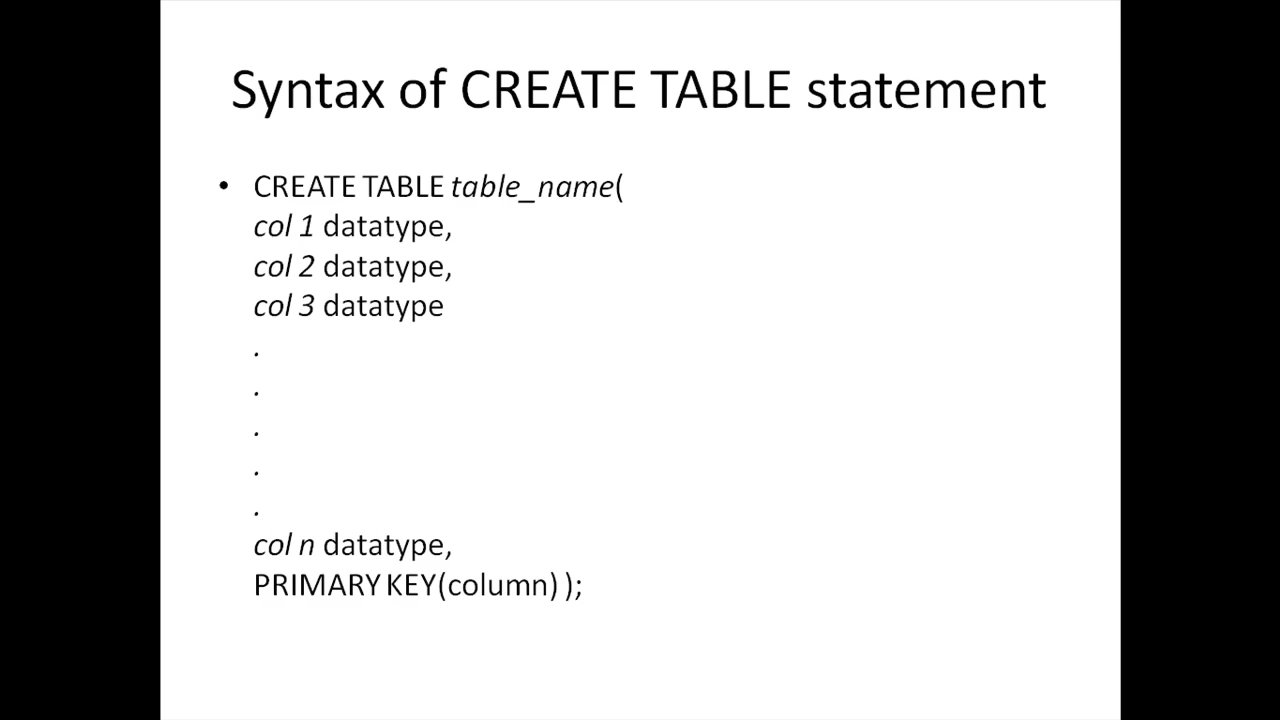 Syntax of CREATE TABLE statement
• CREATE TABLE table_name(
col 1 datatype,
col 2 datatype,
col 3 datatype
.
.
.
.
.
col n datatype,
PRIMARY KEY(column) );